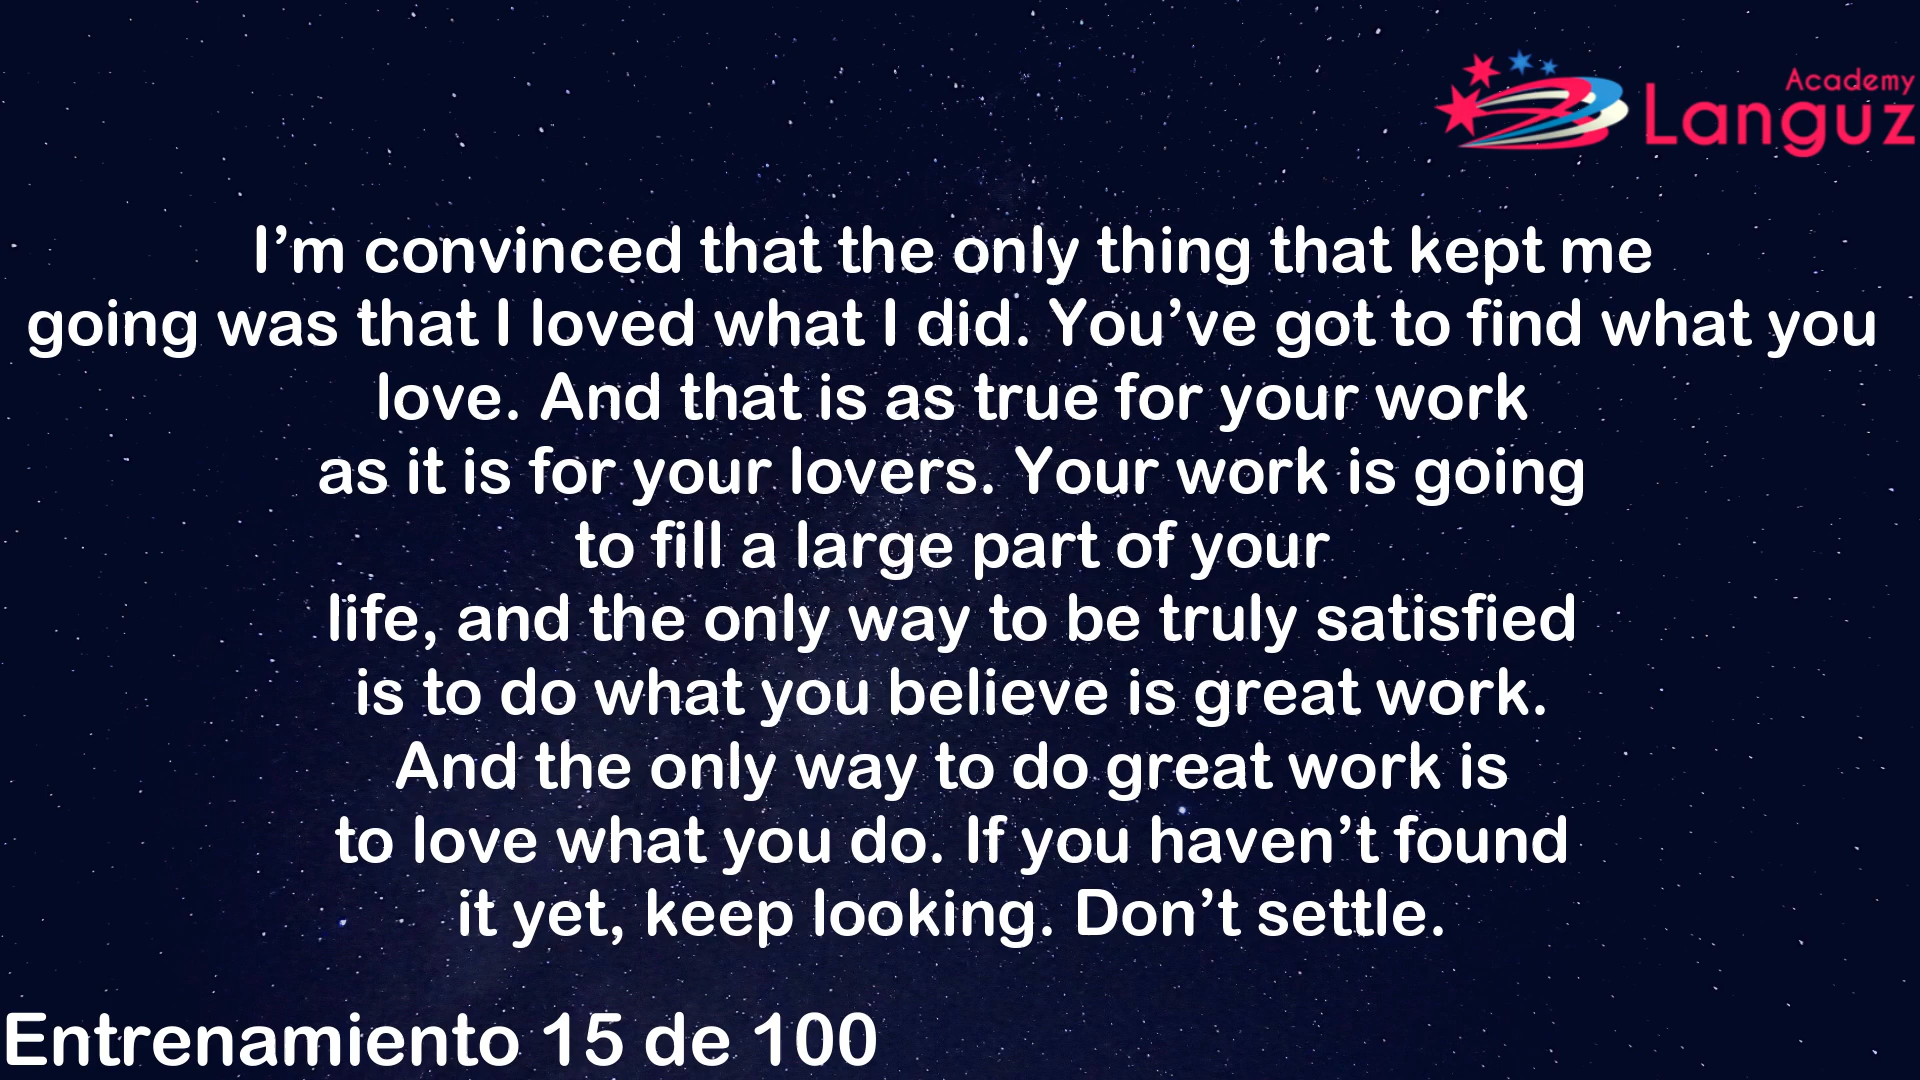 Academy
Languz
I’m convinced that the only thing that kept me
going was that I loved what I did. You’ve got to find what you
love. And that is as true for your work
as it is for your lovers. Your work is going
to fill a large part of your
life, and the only way to be truly satisfied
is to do what you believe is great work.
And the only way to do great work is
to love what you do. If you haven’t found
it yet, keep looking. Don’t settle.
Entrenamiento 15 de 100